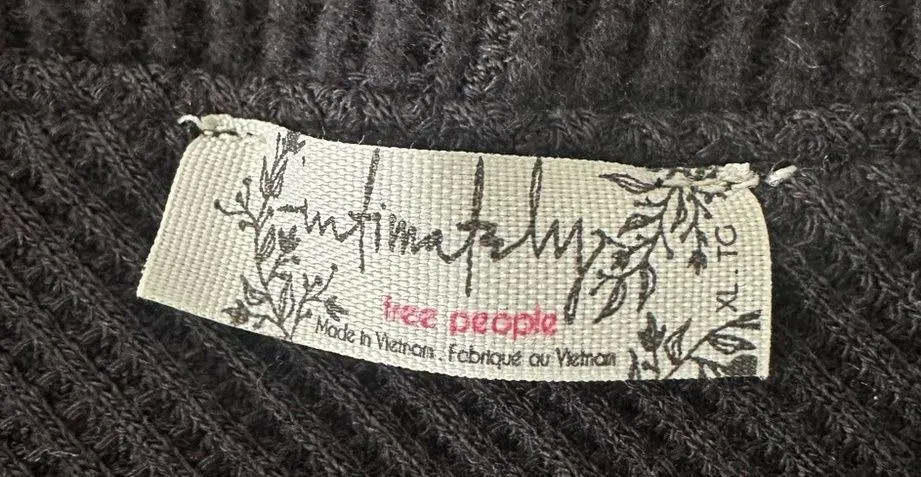 intimately
free people
Made in Vietnam . Fabriqué au Vietnam
XL . TG